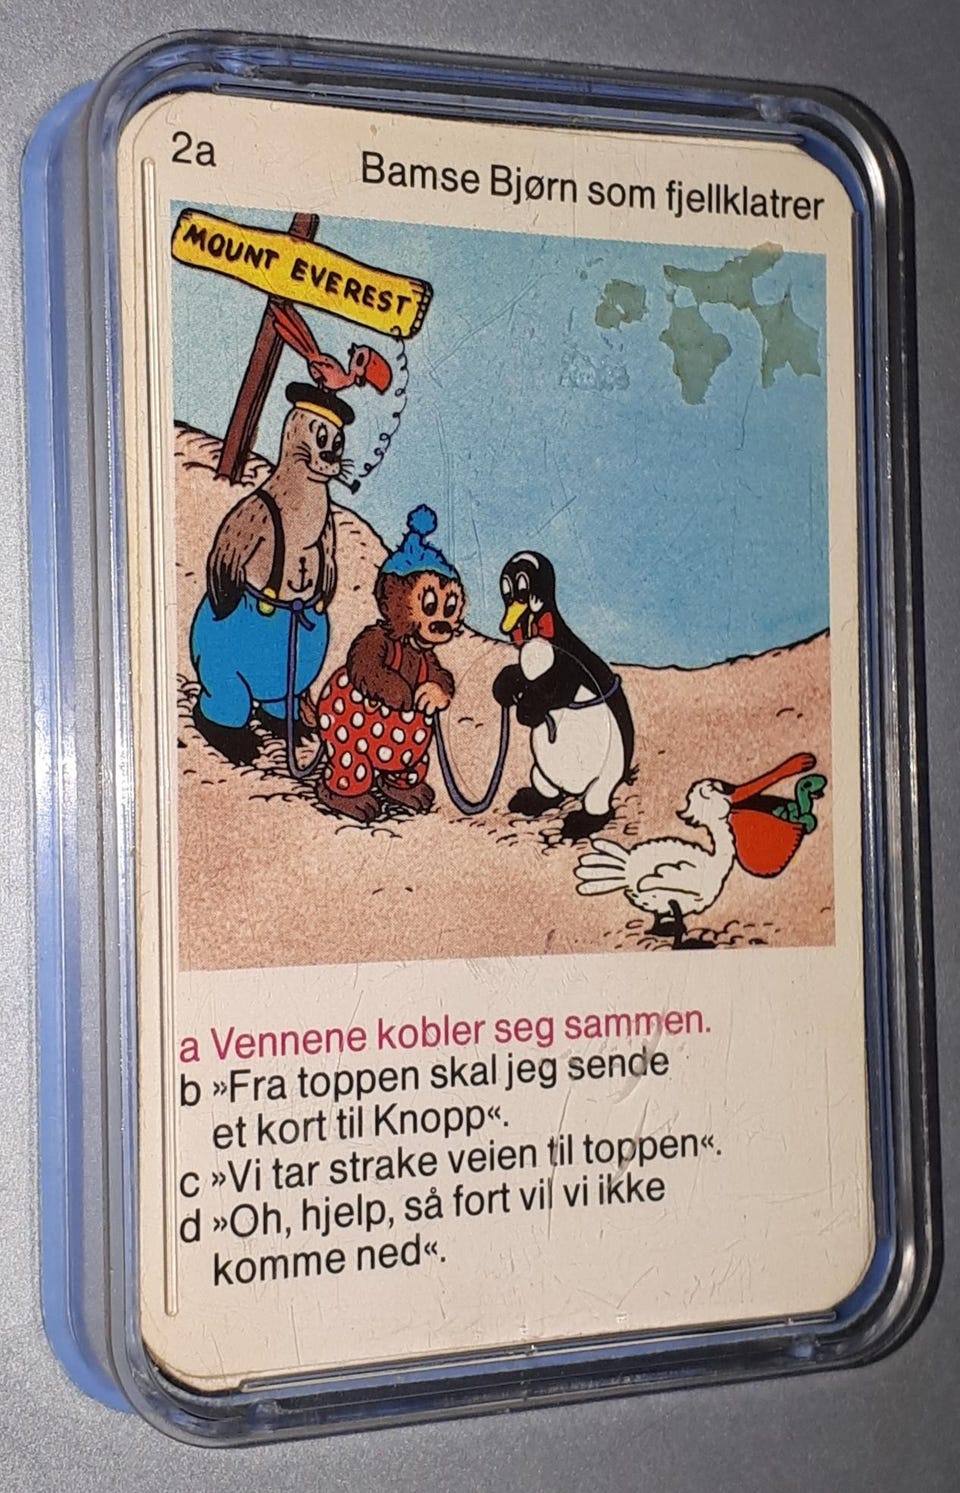 2a
Bamse Bjørn som fjellklatrer
MOUNT EVEREST
a Vennene kobler seg sammen.
b »Fra toppen skal jeg sende
et kort til Knopp«.
c »Vi tar strake veien til toppen«.
d »Oh, hjelp, så fort vil vi ikke
komme ned«.